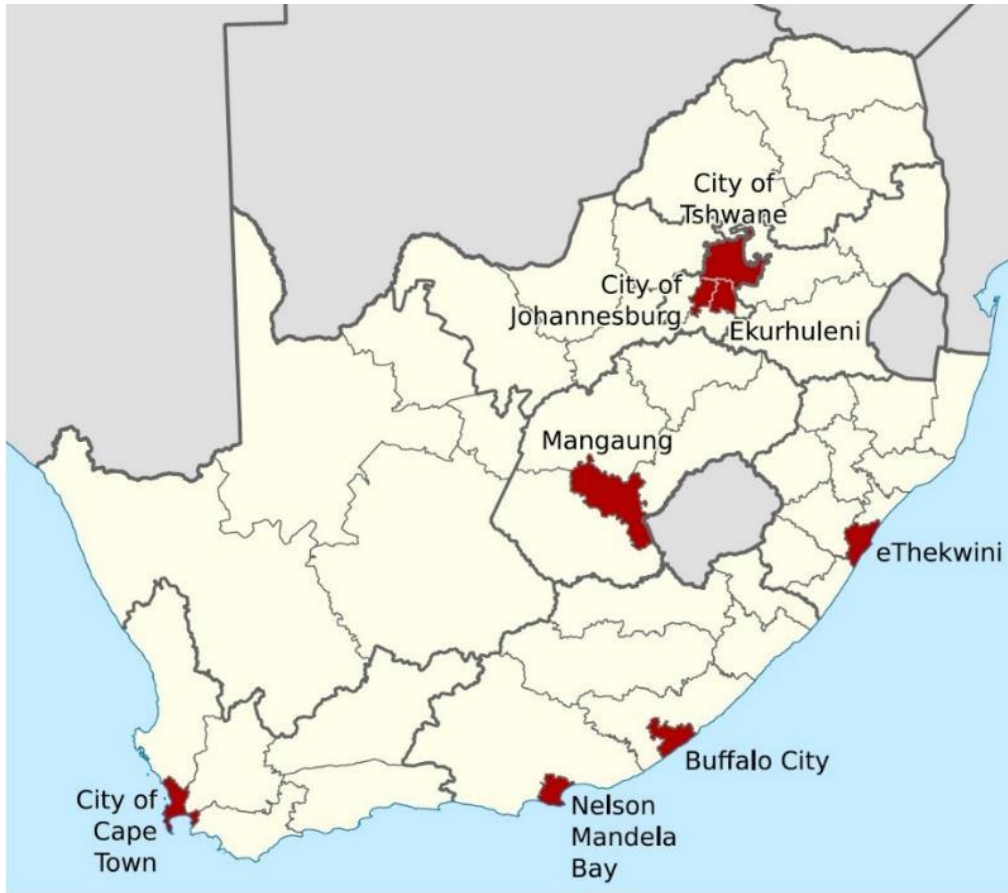 City of
Tshwane
City of
Johannesburg
Ekurhuleni
Mangaung
eThekwini
Buffalo City
City of
Cape
Town
Nelson
Mandela
Bay